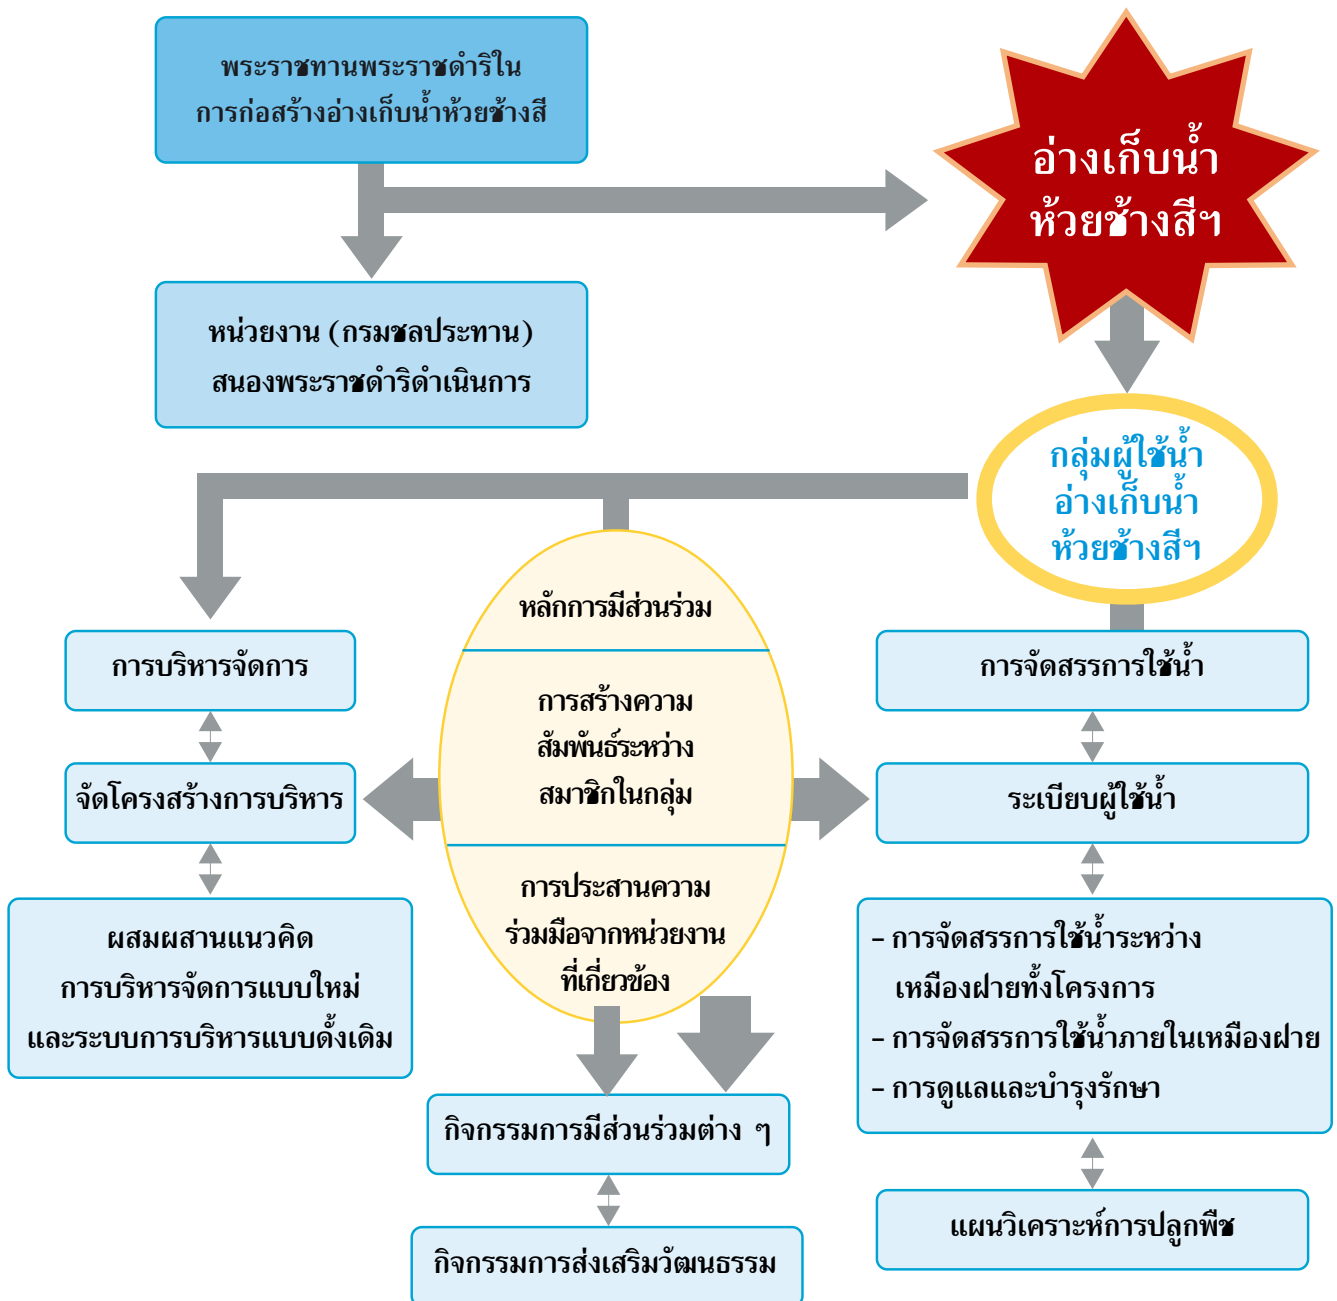 พระราชทานพระราชดำริใน
การก่อสร้างอ่างเก็บน้ำห้วยช้างสี
อ่างเก็บน้ำ
ห้วยช้างสีฯ
หน่วยงาน (กรมชลประทาน)
สนองพระราชดำริดำเนินการ
กลุ่มผู้ใช้น้ำ
อ่างเก็บน้ำ
ห้วยช้างสีฯ
หลักการมีส่วนร่วม
การสร้างความ
สัมพันธ์ระหว่าง
สมาชิกในกลุ่ม
การประสานความ
ร่วมมือจากหน่วยงาน
ที่เกี่ยวข้อง
การบริหารจัดการ
จัดโครงสร้างการบริหาร
ผสมผสานแนวคิด
การบริหารจัดการแบบใหม่
และระบบการบริหารแบบดั้งเดิม
การจัดสรรการใช้น้ำ
ระเบียบผู้ใช้น้ำ
– การจัดสรรการใช้น้ำระหว่าง
เหมืองฝายทั้งโครงการ
– การจัดสรรการใช้น้ำภายในเหมืองฝาย
– การดูแลและบำรุงรักษา
แผนวิเคราะห์การปลูกพืช
กิจกรรมการมีส่วนร่วมต่าง ๆ
กิจกรรมการส่งเสริมวัฒนธรรม